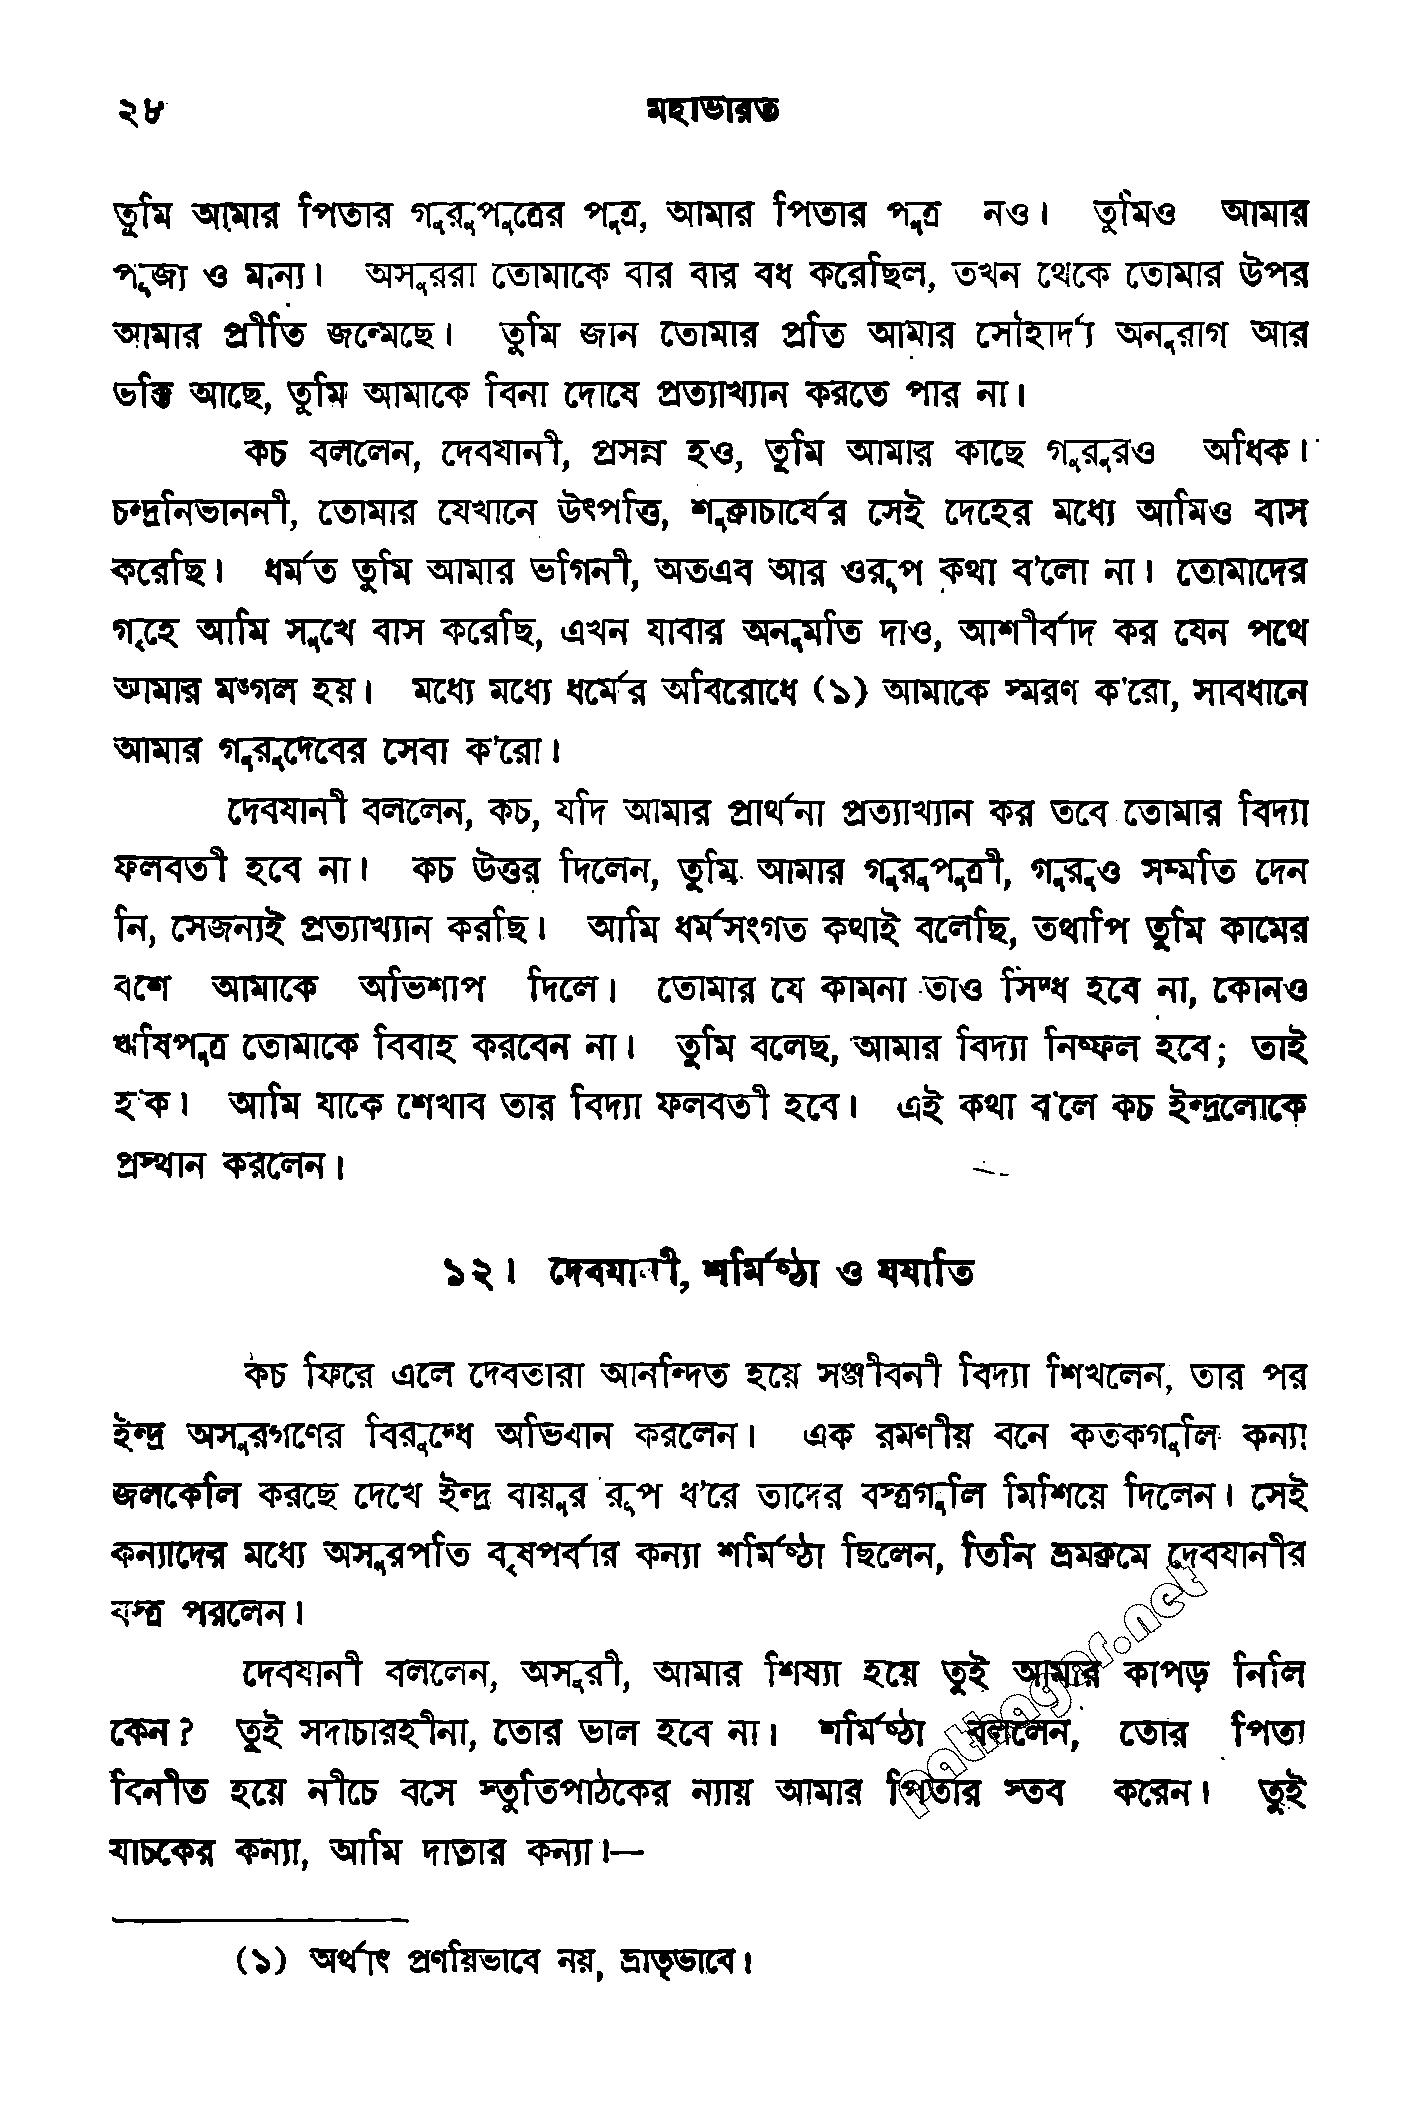 ২৮ মহাভারত
তুমি আমার পিতার গুরুপুত্রের পুত্র, আমার পিতার পুত্র নও। তুমিও আমার
পূজ্য ও মান্য। অসুররা তোমাকে বার বার বধ করেছিল, তখন থেকে তোমার উপর
আমার প্রীতি জন্মেছে। তুমি জান তোমার প্রতি আমার সৌহার্দ্য অনুরাগ আর
ভক্তি আছে, তুমি আমাকে বিনা দোষে প্রত্যাখ্যান করতে পার না।
কচ বললেন, দেবযানী, প্রসন্ন হও, তুমি আমার কাছে গুরুরও অধিক।
চন্দ্রনিভাননী, তোমার যেখানে উৎপত্তি, শুক্রাচার্যের সেই দেহের মধ্যে আমিও বাস
করেছি। ধর্মত তুমি আমার ভগিনী, অতএব আর ওরূপ কথা ব'লো না। তোমাদের
গৃহে আমি সুখে বাস করেছি, এখন যাবার অনুমতি দাও, আশীর্বাদ কর যেন পথে
আমার মঙ্গল হয়। মধ্যে মধ্যে ধর্মের অবিরোধে (১) আমাকে স্মরণ ক'রো, সাবধানে
আমার গুরুদেবের সেবা ক'রো।
দেবযানী বললেন, কচ, যদি আমার প্রার্থনা প্রত্যাখ্যান কর তবে তোমার বিদ্যা
ফলবতী হবে না। কচ উত্তর দিলেন, তুমি আমার গুরুপুত্রী, গুরুও সম্মতি দেন
নি, সেজন্যই প্রত্যাখ্যান করছি। আমি ধর্মসংগত কথাই বলেছি, তথাপি তুমি কামের
বশে আমাকে অভিশাপ দিলে। তোমার যে কামনা তাও সিদ্ধ হবে না, কোনও
ঋষিপুত্র তোমাকে বিবাহ করবেন না। তুমি বলেছ, আমার বিদ্যা নিষ্ফল হবে; তাই
হ'ক। আমি যাকে শেখাব তার বিদ্যা ফলবতী হবে। এই কথা ব'লে কচ ইন্দ্রলোকে
প্রস্থান করলেন।
১২। দেবযানী, শর্মিষ্ঠা ও যযাতি
কচ ফিরে এলে দেবতারা আনন্দিত হয়ে সঞ্জীবনী বিদ্যা শিখলেন, তার পর
ইন্দ্র অসুরগণের বিরুদ্ধে অভিযান করলেন। এক রমণীয় বনে কতকগুলি কন্যা
জলকেলি করছে দেখে ইন্দ্র বায়ুর রূপ ধ'রে তাদের বস্ত্রগুলি মিশিয়ে দিলেন। সেই
কন্যাদের মধ্যে অসুরপতি বৃষপর্বার কন্যা শর্মিষ্ঠা ছিলেন, তিনি ভ্রমক্রমে দেবযানীর
বস্ত্র পরলেন।
দেবযানী বললেন, অসুরী, আমার শিষ্যা হয়ে তুই আমার কাপড় নিলি
কেন? তুই সদাচারহীনা, তোর ভাল হবে না। শর্মিষ্ঠা বললেন, তোর পিতা
বিনীত হয়ে নীচে বসে স্তুতিপাঠকের ন্যায় আমার পিতার স্তব করেন। তুই
যাচকের কন্যা, আমি দাতার কন্যা।—
(১) অর্থাৎ প্রণয়িভাবে নয়, ভ্রাতৃভাবে।
pathagar.net